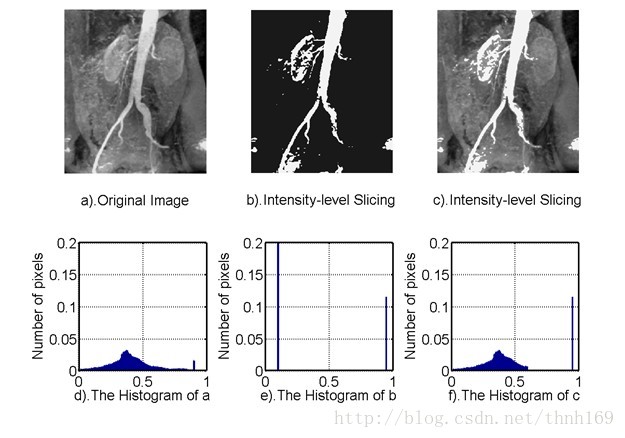 a).Original Image
b).Intensity-level Slicing
c).Intensity-level Slicing
Number of pixels
0.2
0.15
0.1
0.05
0
0
0.5
1
d).The Histogram of a
Number of pixels
0.2
0.15
0.1
0.05
0
0
0.5
1
e).The Histogram of b
Number of pixels
0.2
0.15
0.1
0.05
0
0
0.5
1
f).The Histogram of c
http://blog.csdn.net/thnh169